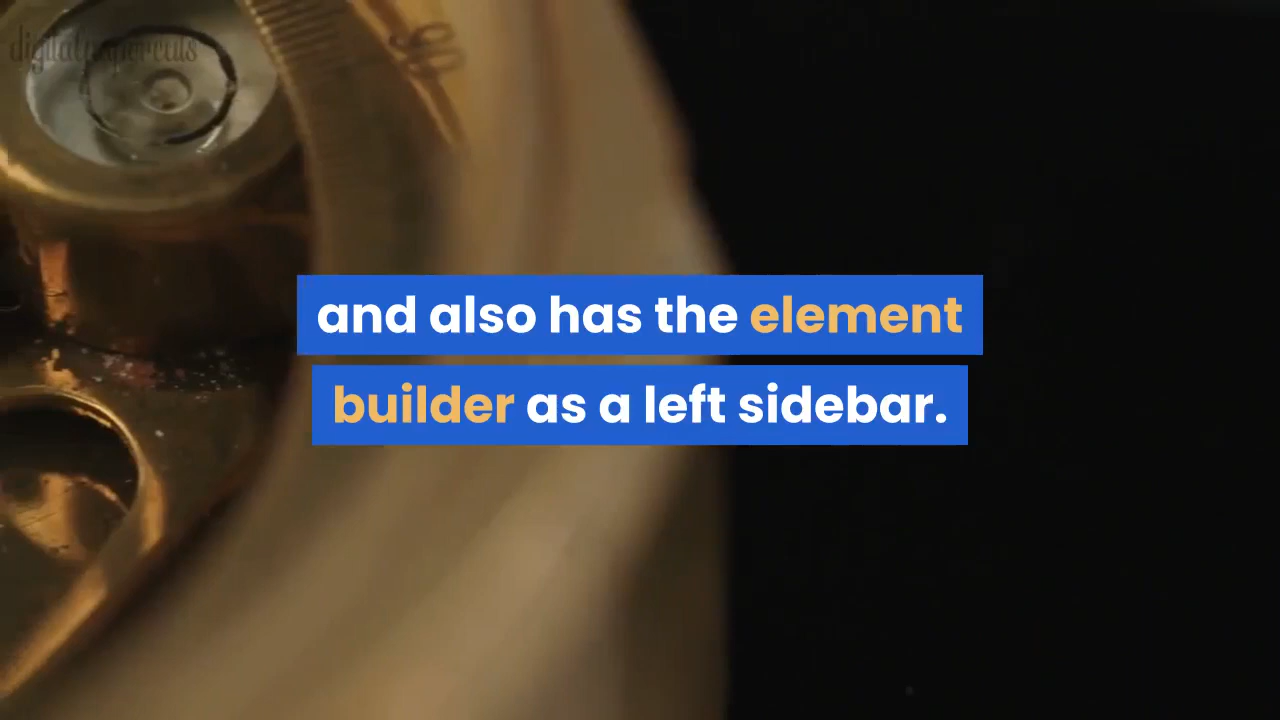 and also has the element
builder as a left sidebar.